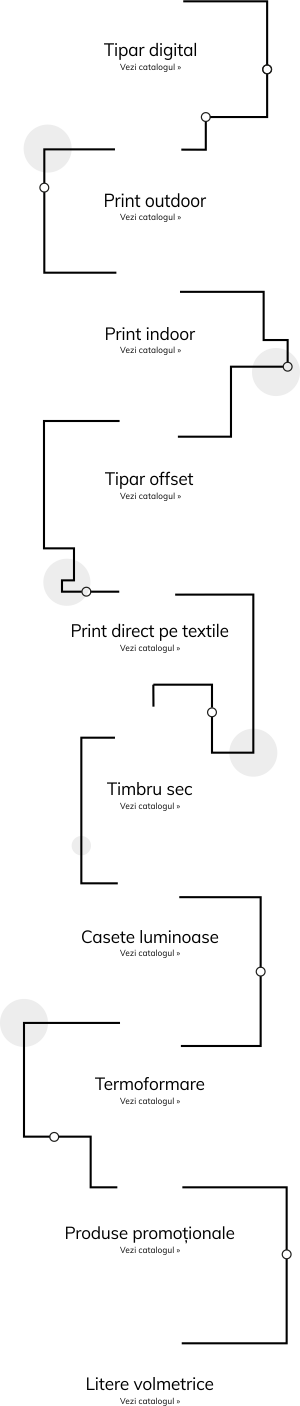 Tipar digital
Vezi catalogul »
Print outdoor
Vezi catalogul »
Print indoor
Vezi catalogul »
Tipar offset
Vezi catalogul »
Print direct pe textile
Vezi catalogul »
Timbru sec
Vezi catalogul »
Casete luminoase
Vezi catalogul »
Termoformare
Vezi catalogul »
Produse promoționale
Vezi catalogul »
Litere volmetrice
Vezi catalogul »